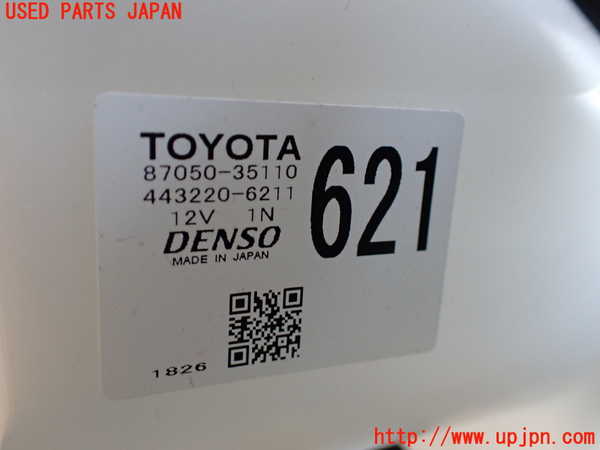 USED PARTS JAPAN
TOYOTA
87050-35110
443220-6211
12V 1N
621
DENSO
MADE IN JAPAN
1826
http://www.upjpn.com/